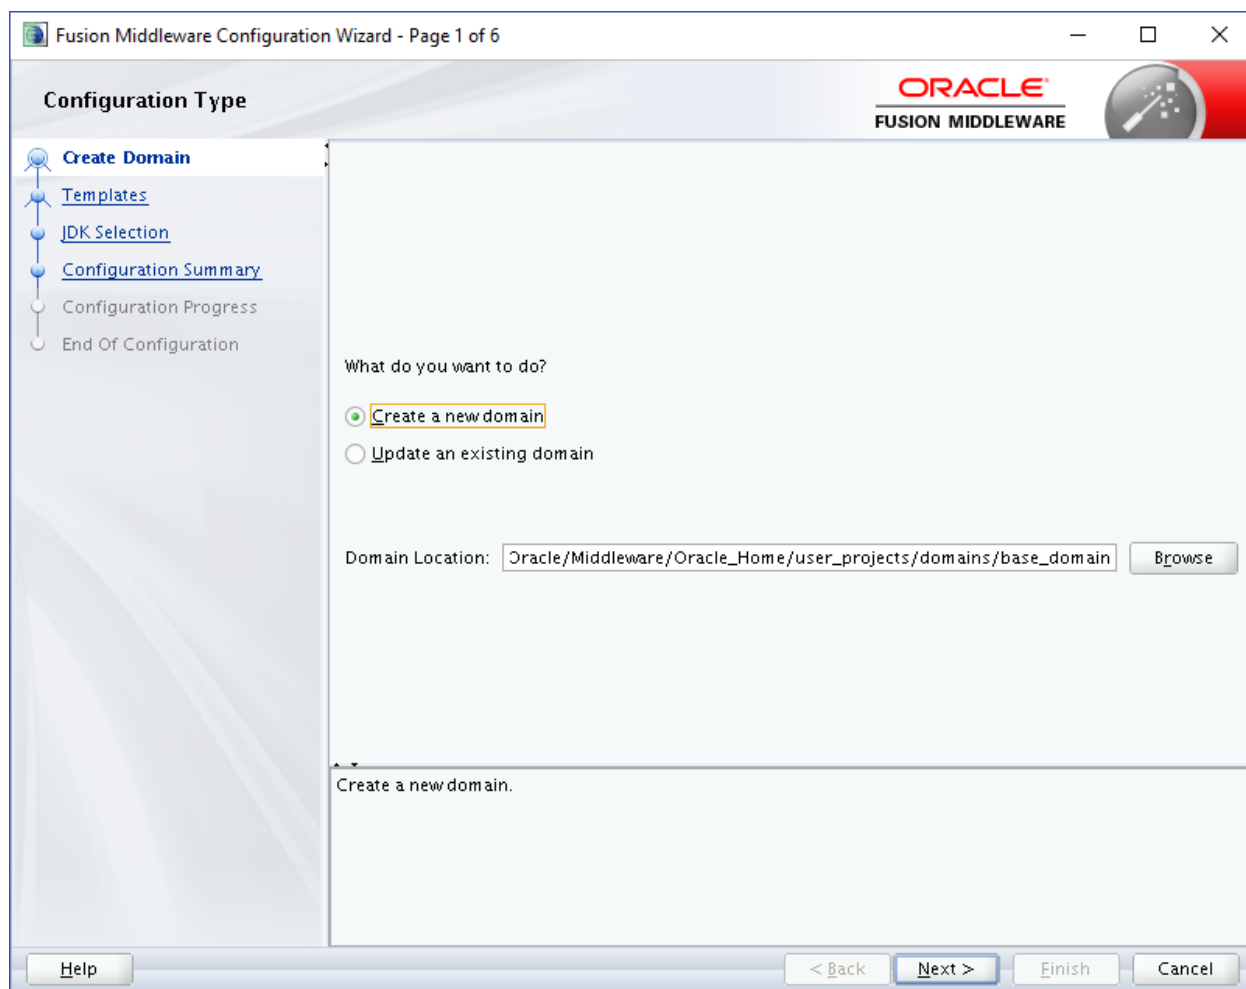 Fusion Middleware Configuration Wizard - Page 1 of 6
Configuration Type
ORACLE
FUSION MIDDLEWARE
Create Domain
Templates
JDK Selection
Configuration Summary
Configuration Progress
End Of Configuration
What do you want to do?
Create a new domain
Update an existing domain
Domain Location: Oracle/Middleware/Oracle_Home/user_projects/domains/base_domain Browse
Create a new domain.
Help < Back Next > Finish Cancel